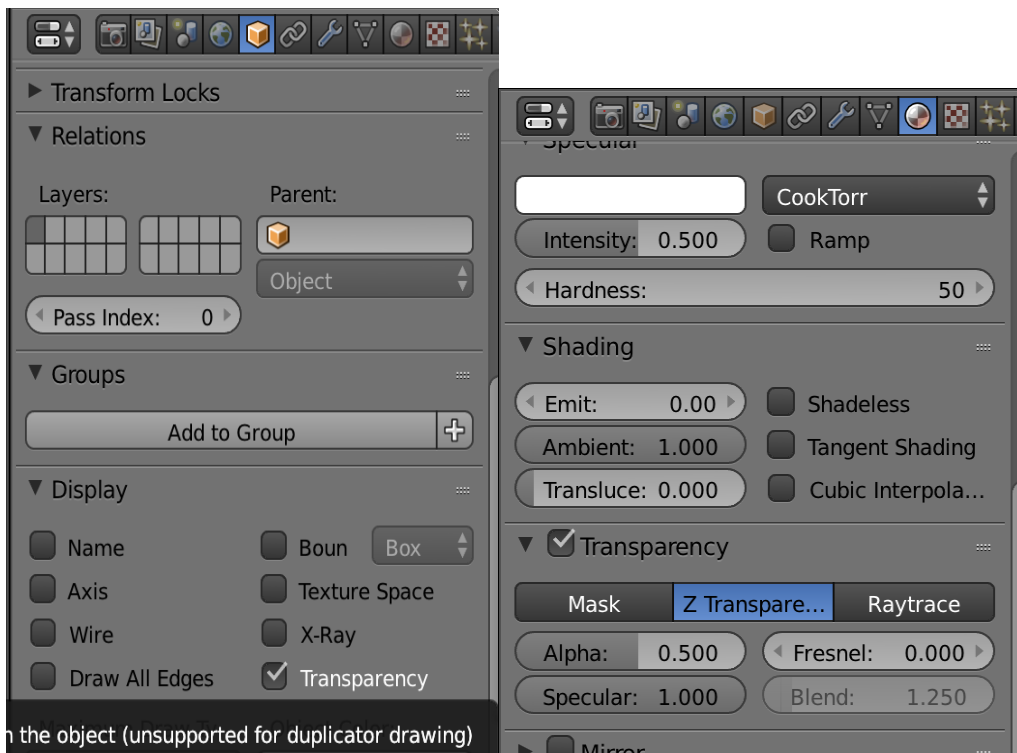 Transform Locks
Relations
Layers:
Parent:
Object
Pass Index: 0
Groups
Add to Group
Display
Name
Boun
Box
Axis
Texture Space
Wire
X-Ray
Draw All Edges
Transparency
the object (unsupported for duplicator drawing)
Specular
CookTorr
Intensity: 0.500
Ramp
Hardness: 50
Shading
Emit: 0.00
Shadeless
Ambient: 1.000
Tangent Shading
Transluce: 0.000
Cubic Interpola...
Transparency
Mask
Z Transpare...
Raytrace
Alpha: 0.500
Fresnel: 0.000
Specular: 1.000
Blend: 1.250
Mirror